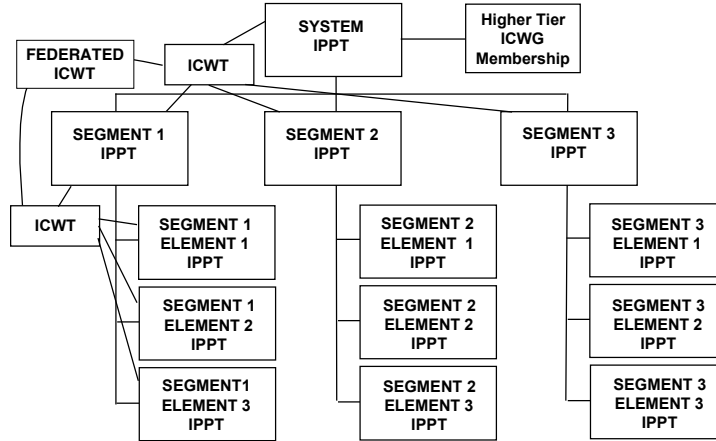 SYSTEM
IPPT
Higher Tier
ICWG
Membership
FEDERATED
ICWT
ICWT
SEGMENT 1
IPPT
SEGMENT 2
IPPT
SEGMENT 3
IPPT
ICWT
SEGMENT 1
ELEMENT 1
IPPT
SEGMENT 2
ELEMENT 1
IPPT
SEGMENT 3
ELEMENT 1
IPPT
SEGMENT 1
ELEMENT 2
IPPT
SEGMENT 2
ELEMENT 2
IPPT
SEGMENT 3
ELEMENT 2
IPPT
SEGMENT1
ELEMENT 3
IPPT
SEGMENT 2
ELEMENT 3
IPPT
SEGMENT 3
ELEMENT 3
IPPT